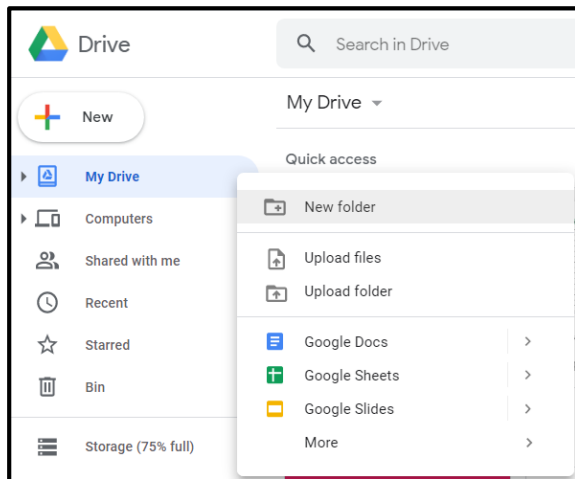 Drive
Search in Drive
New
My Drive
Quick access
My Drive
Computers
Shared with me
Recent
Starred
Bin
Storage (75% full)
New folder
Upload files
Upload folder
Google Docs
Google Sheets
Google Slides
More